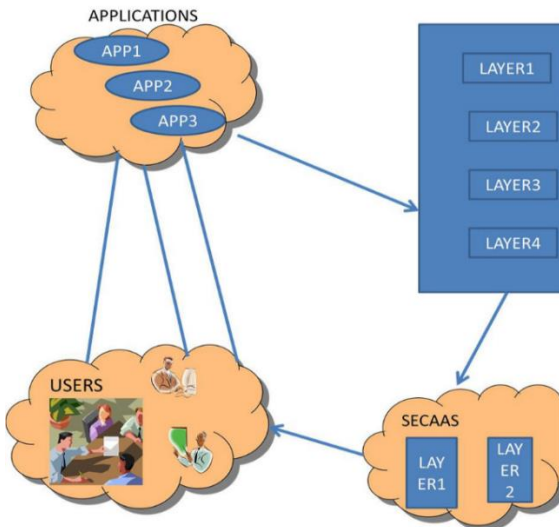 APPLICATIONS
APP1
APP2
APP3
LAYER1
LAYER2
LAYER3
LAYER4
USERS
SECAAS
LAY
ER1
LAY
ER
2